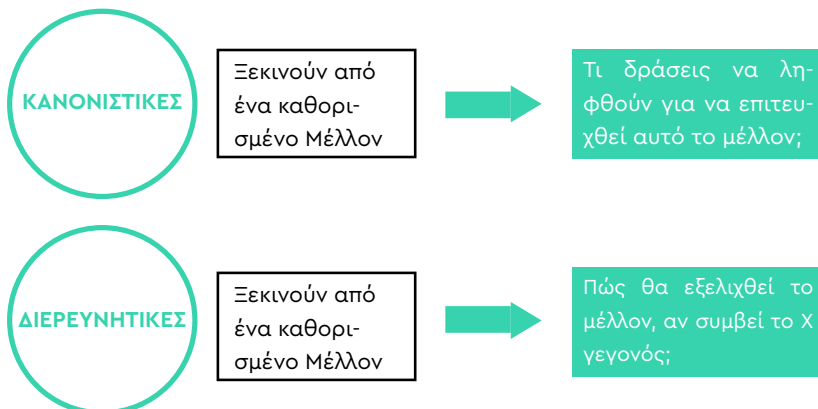 ΚΑΝΟΝΙΣΤΙΚΕΣ
Ξεκινούν από
ένα καθορι-
σμένο Μέλλον
Τι δράσεις να λη-
φθούν για να επιτευ-
χθεί αυτό το μέλλον;
ΔΙΕΡΕΥΝΗΤΙΚΕΣ
Ξεκινούν από
ένα καθορι-
σμένο Μέλλον
Πώς θα εξελιχθεί το
μέλλον, αν συμβεί το Χ
γεγονός;